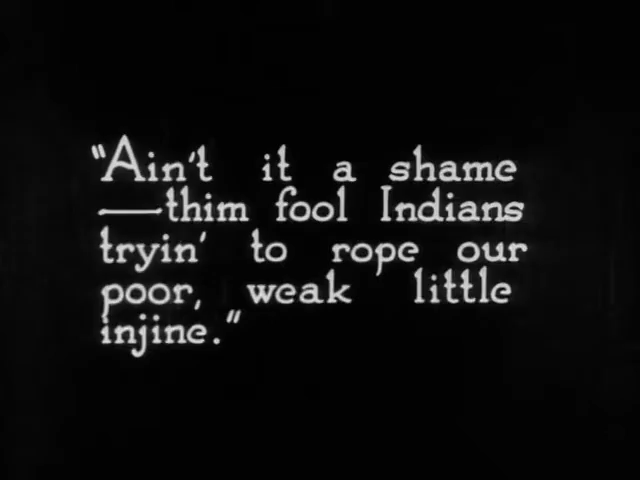 "Ain't it a shame
—thim fool Indians
tryin' to rope our
poor, weak little
injine."